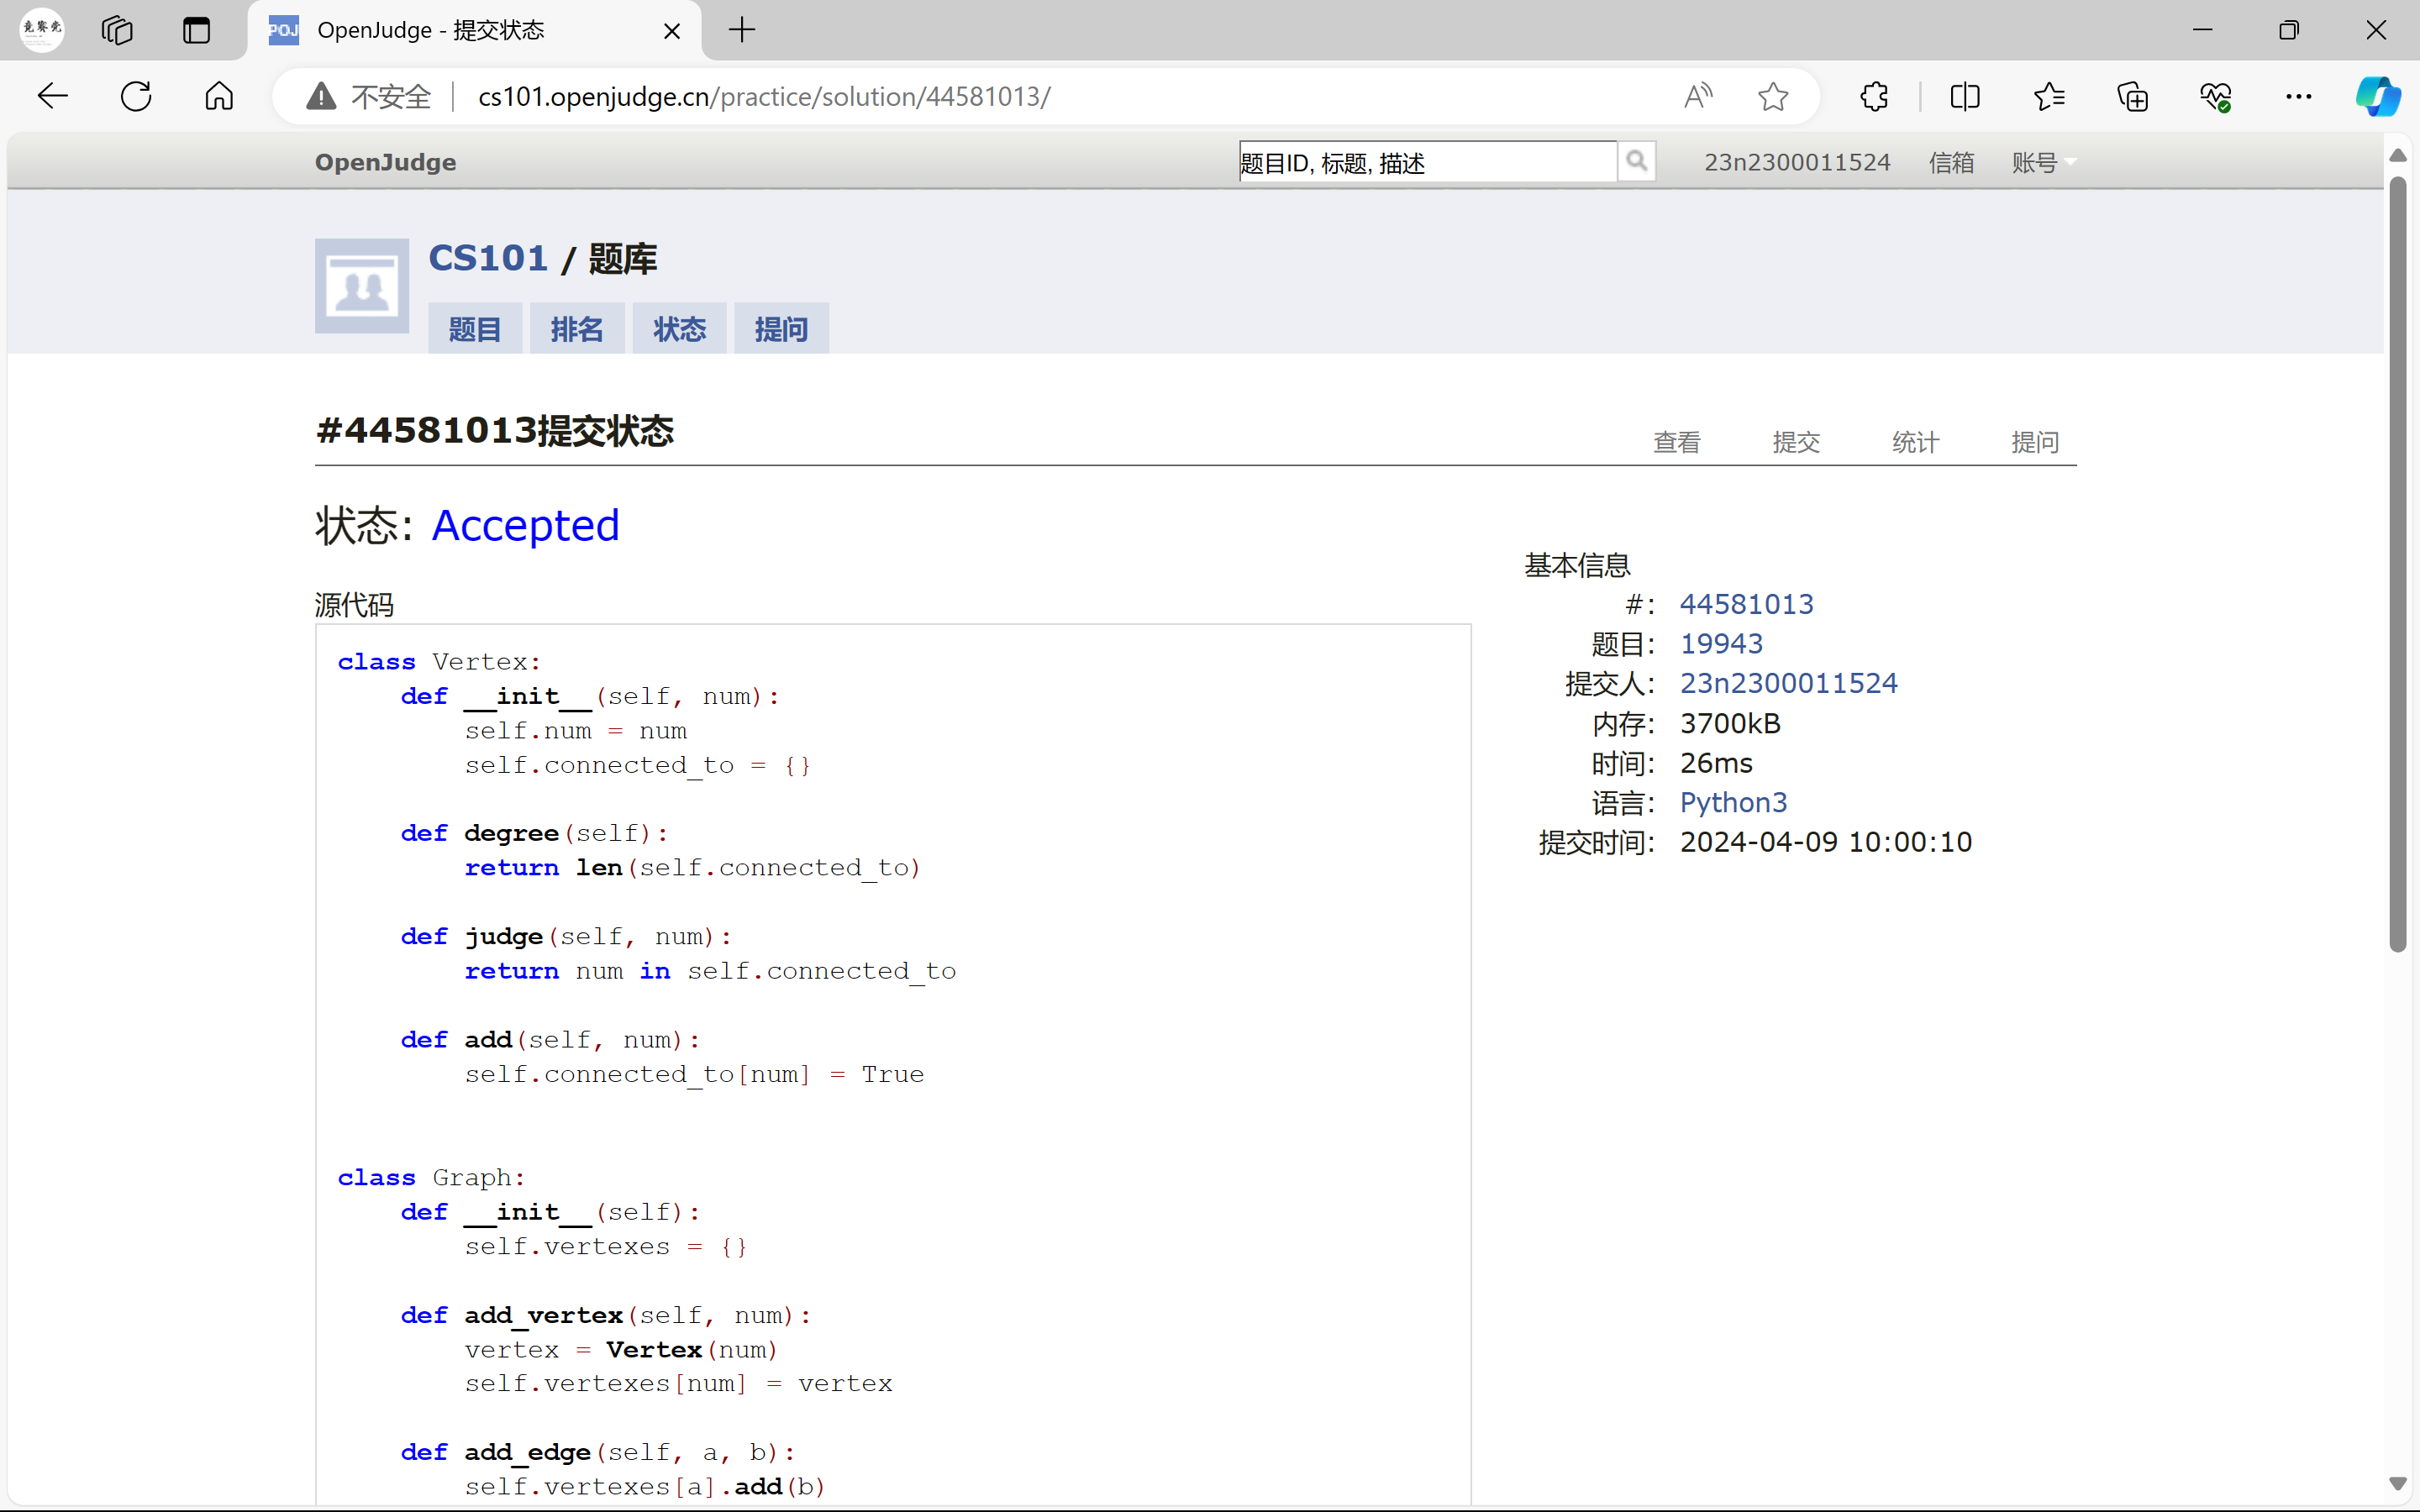 竞赛党
POJ
OpenJudge - 提交状态
不安全
cs101.openjudge.cn/practice/solution/44581013/
OpenJudge
题目ID, 标题, 描述
23n2300011524 信箱 账号
CS101 / 题库
题目 排名 状态 提问
#44581013提交状态
查看 提交 统计 提问
状态: Accepted
源代码
class Vertex:
    def __init__(self, num):
        self.num = num
        self.connected_to = {}
    def degree(self):
        return len(self.connected_to)
    def judge(self, num):
        return num in self.connected_to
    def add(self, num):
        self.connected_to[num] = True
class Graph:
    def __init__(self):
        self.vertexes = {}
    def add_vertex(self, num):
        vertex = Vertex(num)
        self.vertexes[num] = vertex
    def add_edge(self, a, b):
        self.vertexes[a].add(b)
基本信息
#: 44581013
题目: 19943
提交人: 23n2300011524
内存: 3700kB
时间: 26ms
语言: Python3
提交时间: 2024-04-09 10:00:10